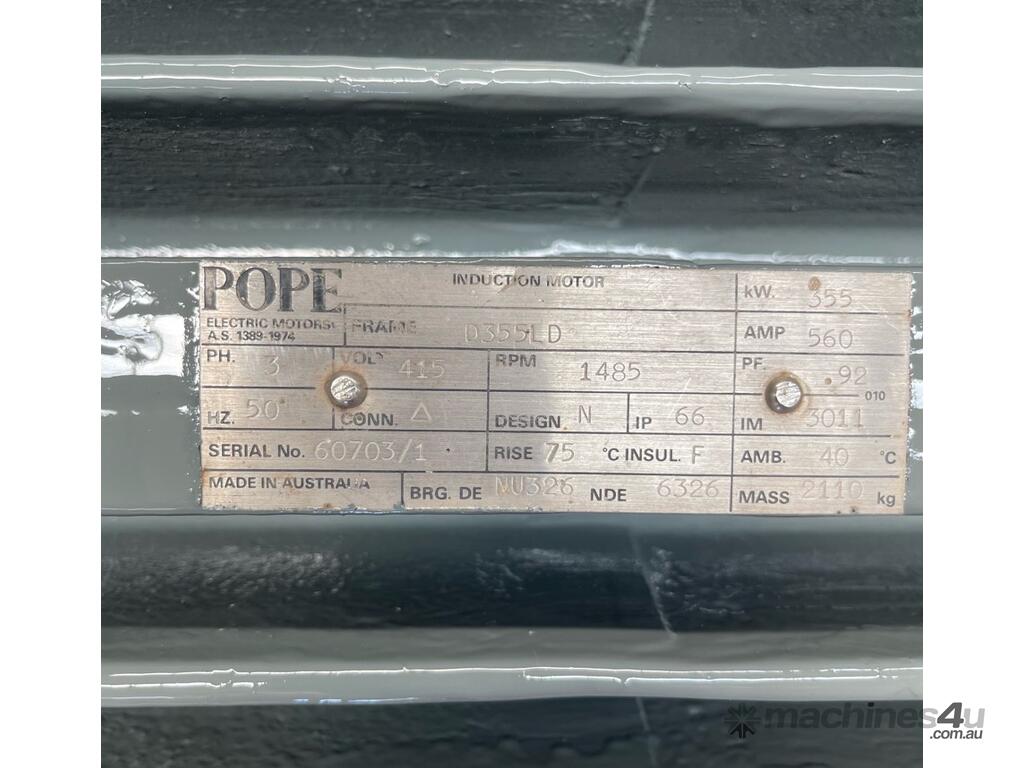 POPE INDUCTION MOTOR kW. 355
ELECTRIC MOTORS FRAME D355LD AMP 560
A.S. 1389-1974
PH. 3 VOLT 415 RPM 1485 PF. .92
010
HZ. 50 CONN. △ DESIGN N IP 66 IM 3011
SERIAL No. 60703/1 RISE 75 °C INSUL. F AMB. 40 °C
MADE IN AUSTRALIA BRG. DE NU326 NDE 6326 MASS 2110 kg
machines4u
.com.au